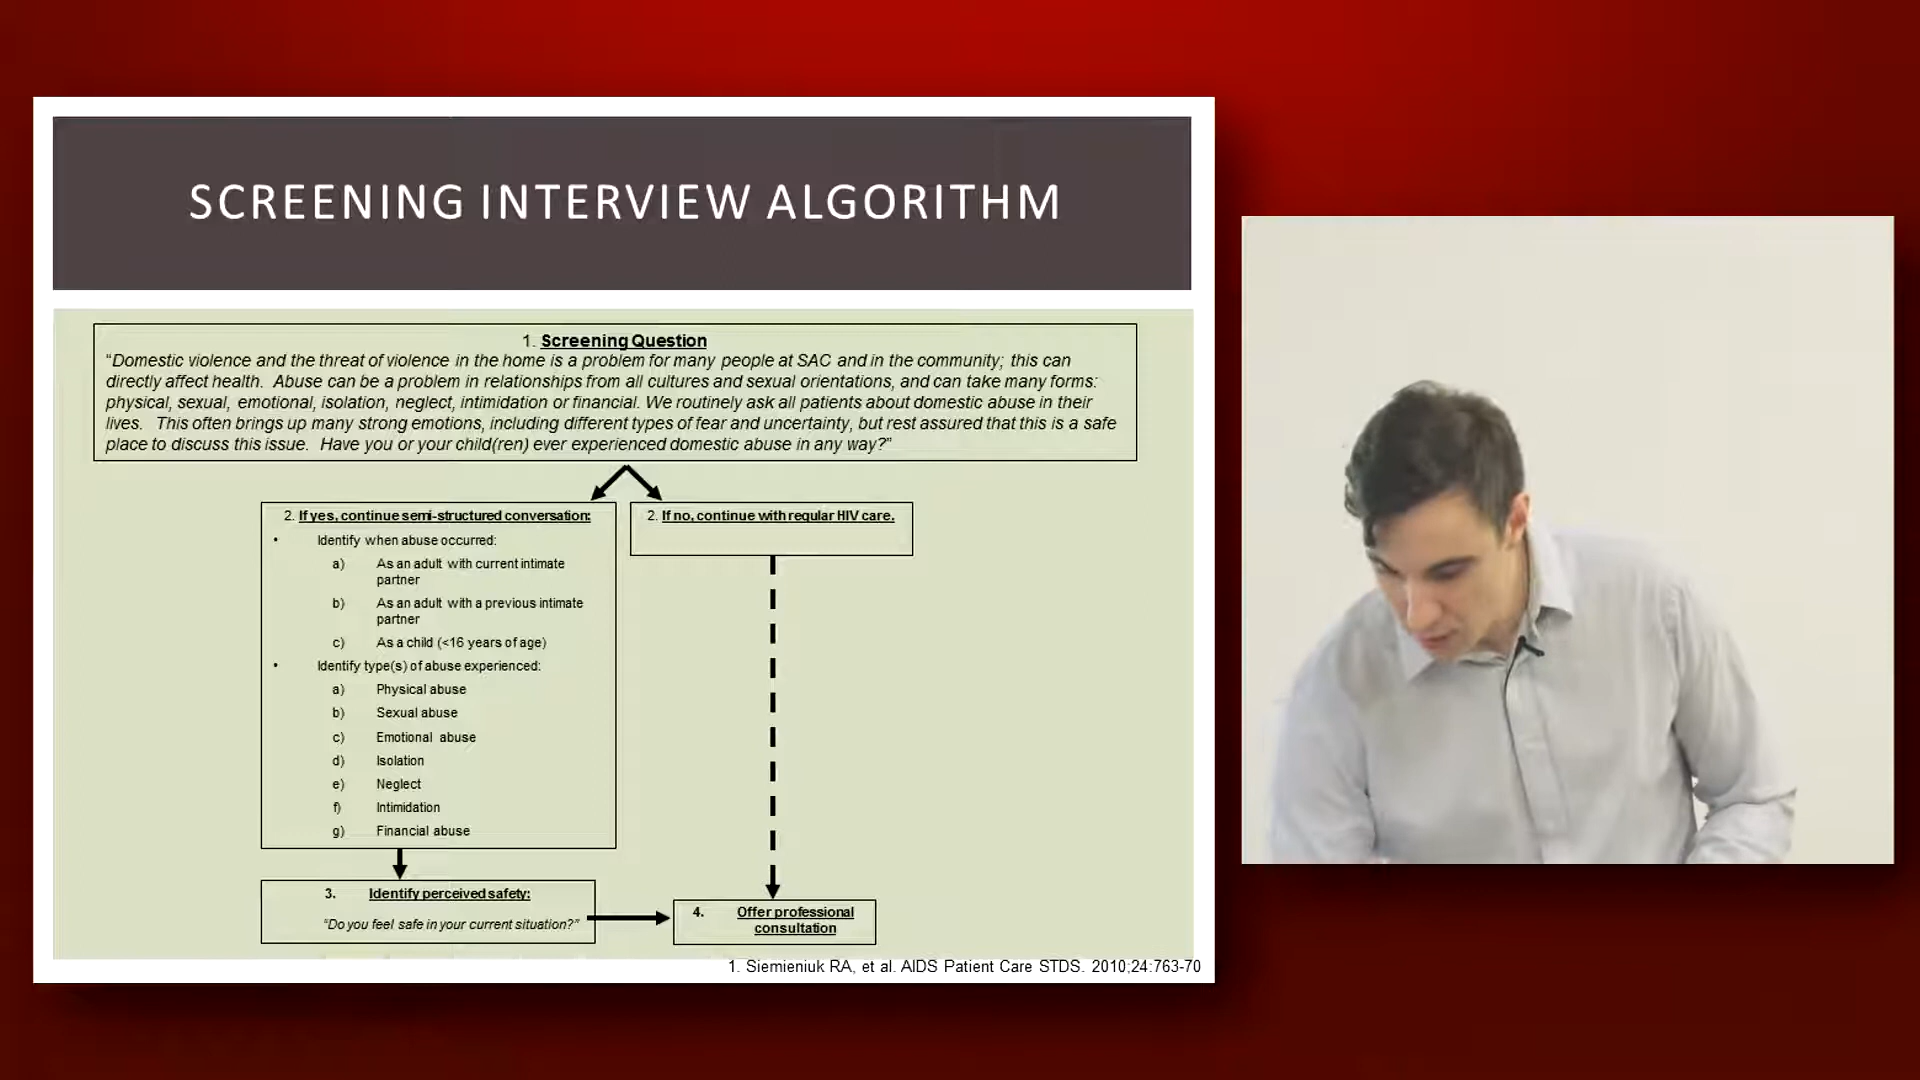 SCREENING INTERVIEW ALGORITHM
1. Screening Question
"Domestic violence and the threat of violence in the home is a problem for many people at SAC and in the community; this can
directly affect health. Abuse can be a problem in relationships from all cultures and sexual orientations, and can take many forms:
physical, sexual, emotional, isolation, neglect, intimidation or financial. We routinely ask all patients about domestic abuse in their
lives. This often brings up many strong emotions, including different types of fear and uncertainty, but rest assured that this is a safe
place to discuss this issue. Have you or your child(ren) ever experienced domestic abuse in any way?"
2. If yes, continue semi-structured conversation:
• Identify when abuse occurred:
a) As an adult with current intimate
partner
b) As an adult with a previous intimate
partner
c) As a child (<16 years of age)
• Identify type(s) of abuse experienced:
a) Physical abuse
b) Sexual abuse
c) Emotional abuse
d) Isolation
e) Neglect
f) Intimidation
g) Financial abuse
2. If no, continue with regular HIV care.
3. Identify perceived safety:
"Do you feel safe in your current situation?"
4. Offer professional
consultation
1. Siemieniuk RA, et al. AIDS Patient Care STDS. 2010;24:763-70